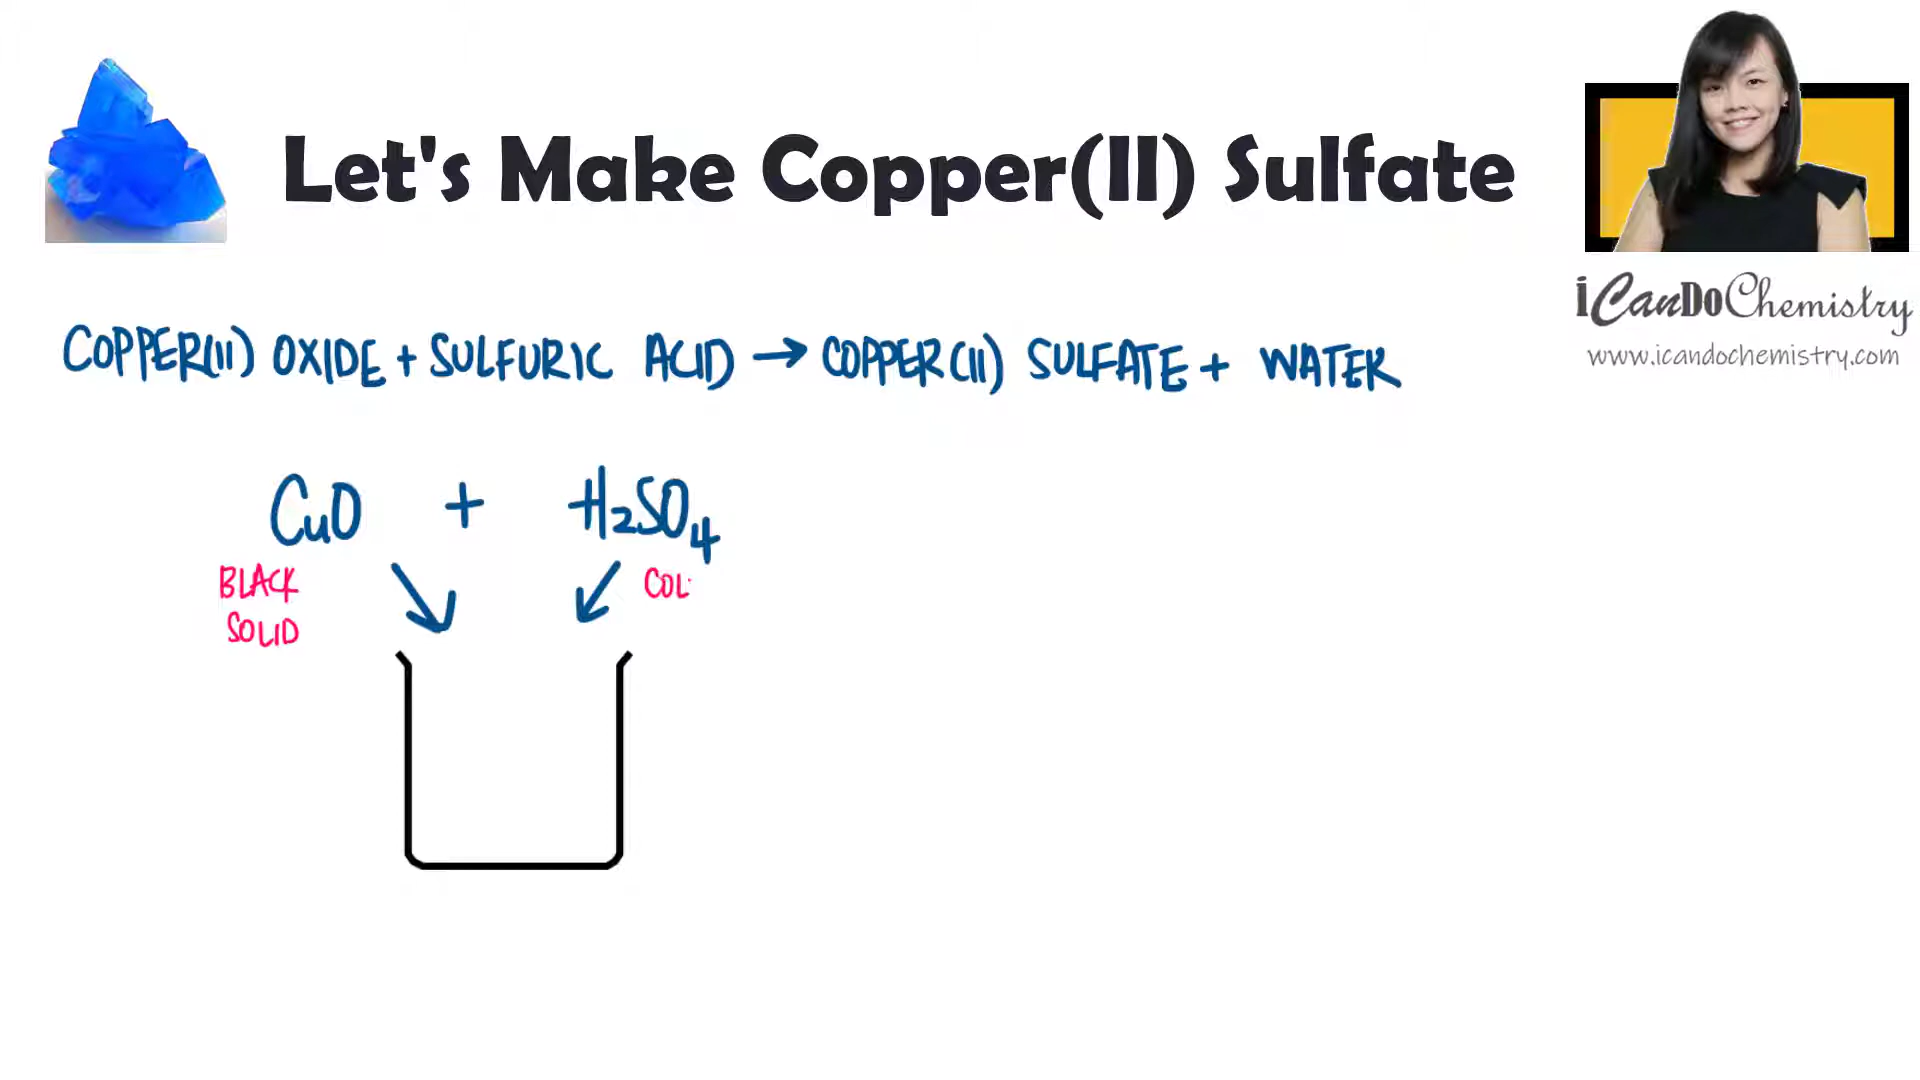 Let's Make Copper(II) Sulfate
iCanDoChemistry
www.icandochemistry.com
COPPER(II) OXIDE + SULFURIC ACID → COPPER(II) SULFATE + WATER
CuO + H₂SO₄
BLACK
SOLID
COL